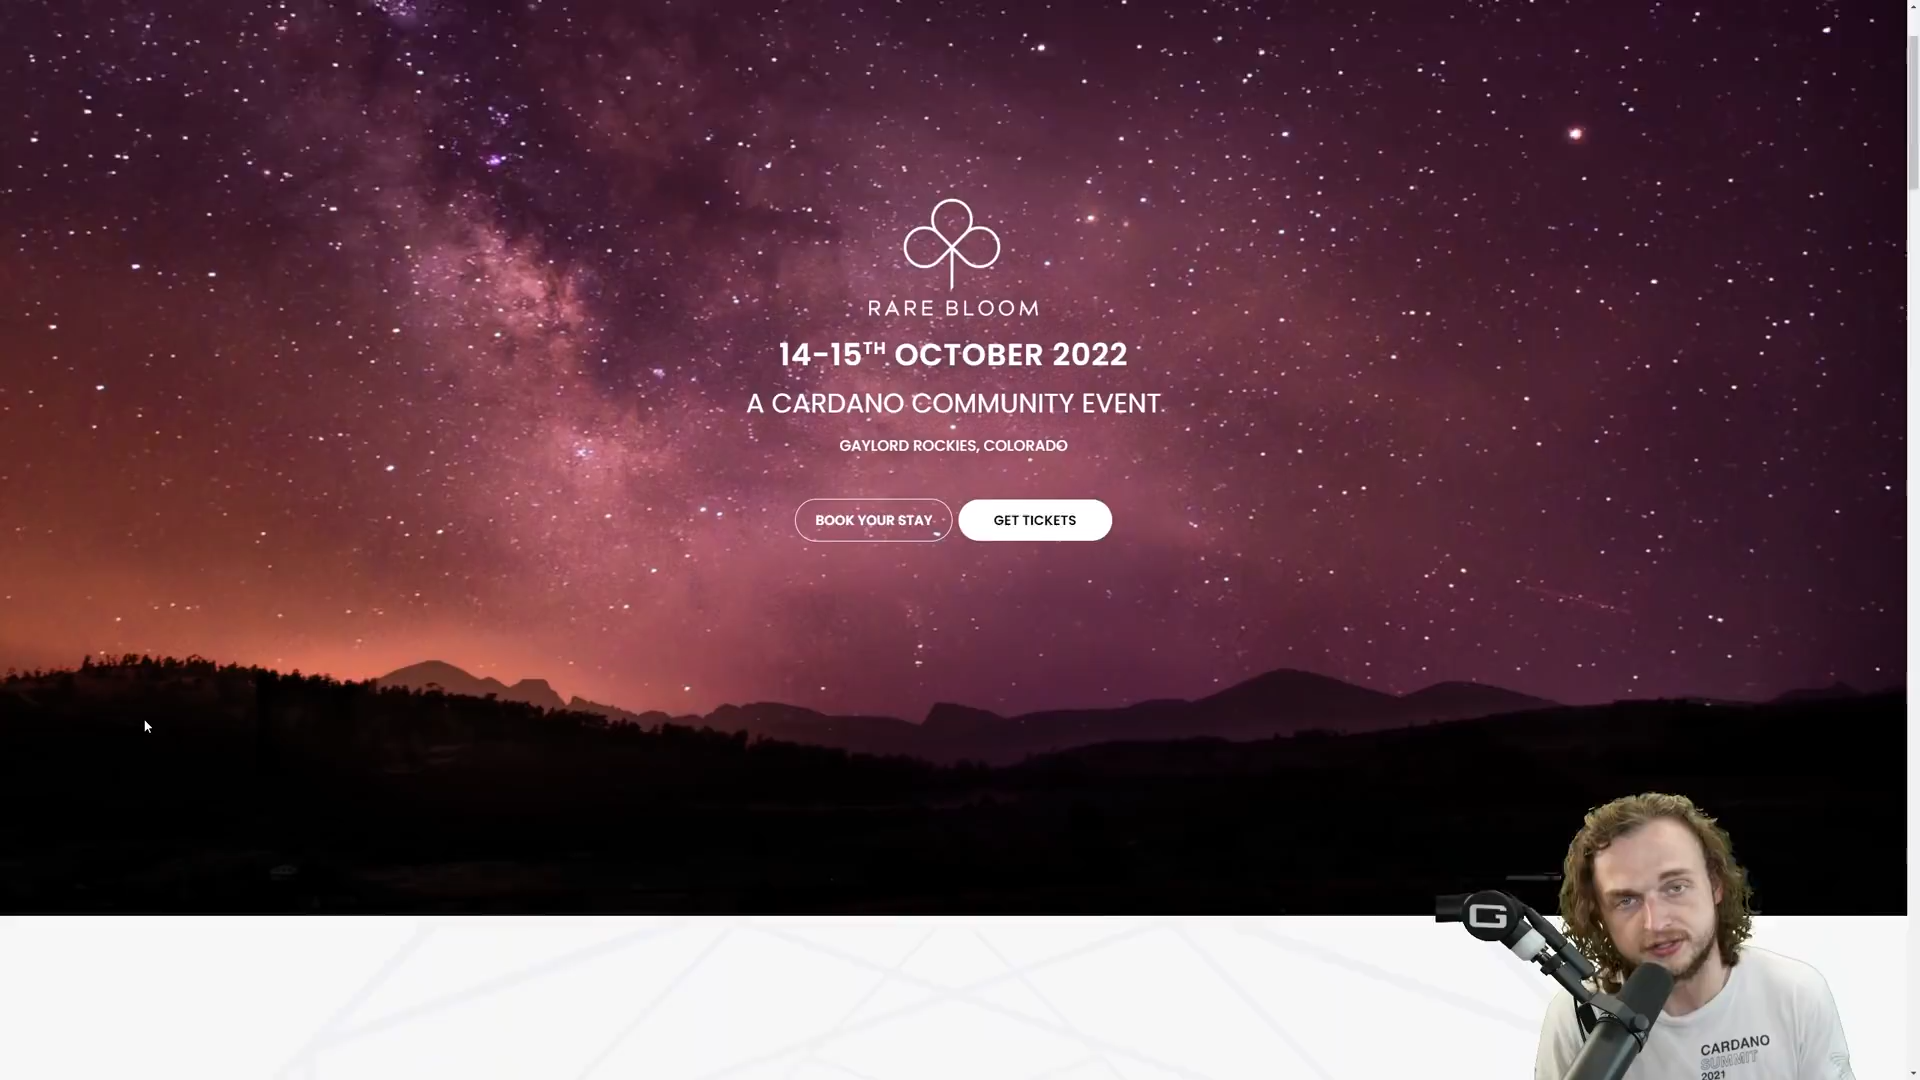 RARE BLOOM
14-15TH OCTOBER 2022
A CARDANO COMMUNITY EVENT
GAYLORD ROCKIES, COLORADO
BOOK YOUR STAY
GET TICKETS
G
CARDANO
SUMMIT
2021